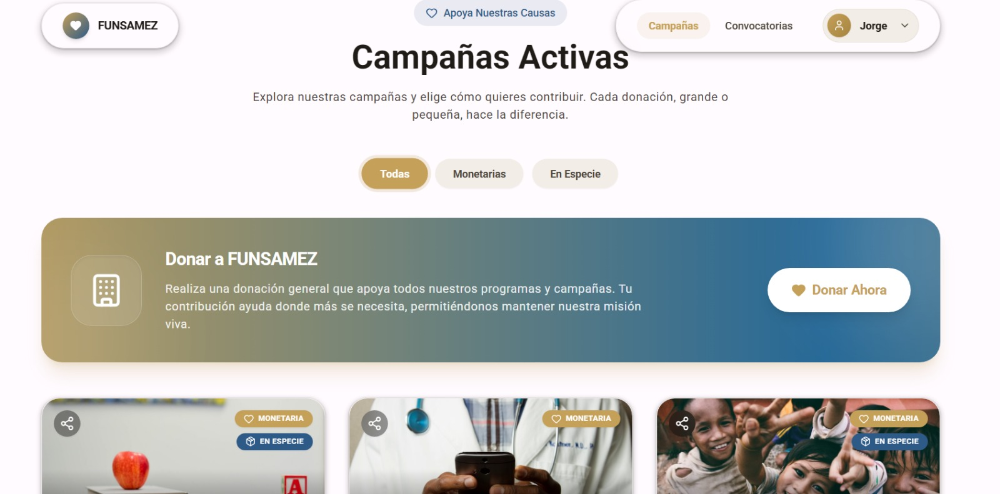 FUNSAMEZ
Apoya Nuestras Causas
Campañas
Convocatorias
Jorge
Campañas Activas
Explora nuestras campañas y elige cómo quieres contribuir. Cada donación, grande o
pequeña, hace la diferencia.
Todas
Monetarias
En Especie
Donar a FUNSAMEZ
Realiza una donación general que apoya todos nuestros programas y campañas. Tu
contribución ayuda donde más se necesita, permitiéndonos mantener nuestra misión
viva.
Donar Ahora
MONETARIA
EN ESPECIE
A
MONETARIA
MONETARIA
EN ESPECIE